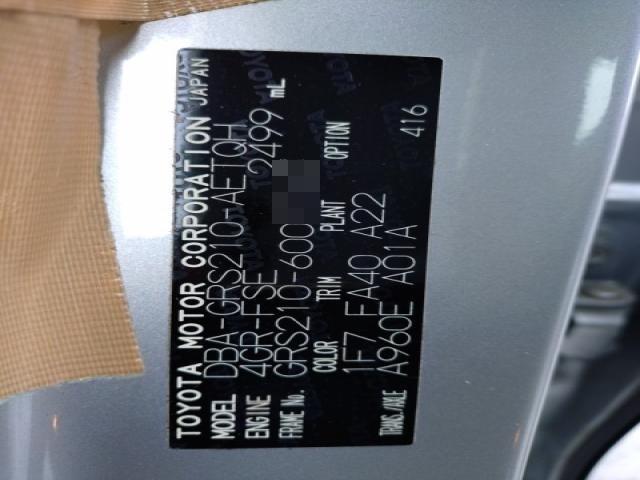 TOYOTA MOTOR CORPORATION JAPAN
MODEL DBA-GRS210-AETQH
ENGINE 4GR-FSE 2499 mL
FRAME No. GRS210-600
COLOR TRIM PLANT OPTION
1F7 FA40 A22 416
TRANS./AXLE A960E A01A